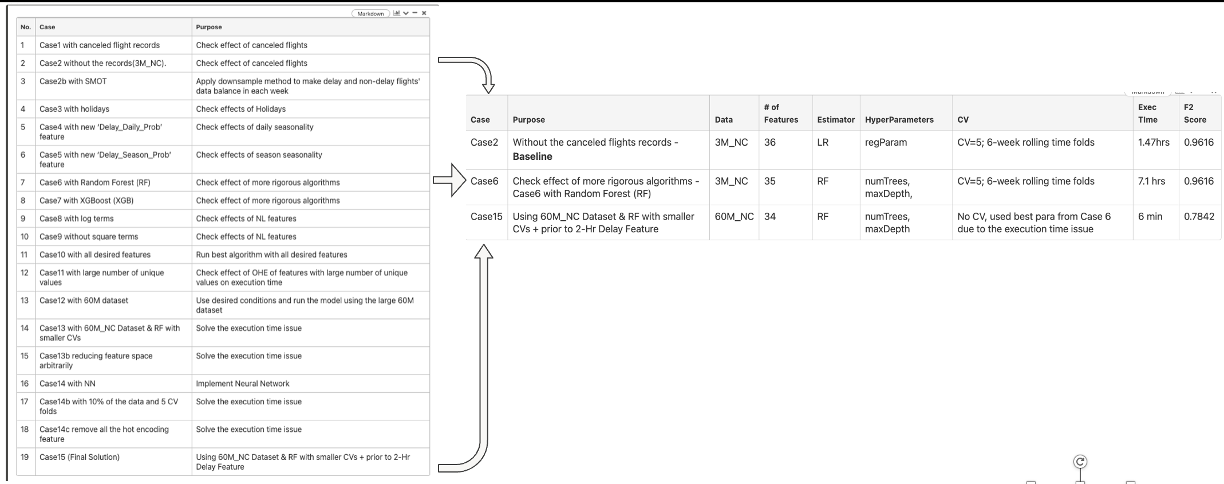 Markdown
No. Case Purpose
1 Case1 with canceled flight records Check effect of canceled flights
2 Case2 without the records(3M_NC). Check effect of canceled flights
3 Case2b with SMOT Apply downsample method to make delay and non-delay flights'
data balance in each week
4 Case3 with holidays Check effects of Holidays
5 Case4 with new 'Delay_Daily_Prob' Check effects of daily seasonality
feature
6 Case5 with new 'Delay_Season_Prob' Check effects of season seasonality
feature
7 Case6 with Random Forest (RF) Check effect of more rigorous algorithms
8 Case7 with XGBoost (XGB) Check effect of more rigorous algorithms
9 Case8 with log terms Check effects of NL features
10 Case9 without square terms Check effects of NL features
11 Case10 with all desired features Run best algorithm with all desired features
12 Case11 with large number of unique Check effect of OHE of features with large number of unique
values values on execution time
13 Case12 with 60M dataset Use desired conditions and run the model using the large 60M
dataset
14 Case13 with 60M_NC Dataset & RF with Solve the execution time issue
smaller CVs
15 Case13b reducing feature space Solve the execution time issue
arbitrarily
16 Case14 with NN Implement Neural Network
17 Case14b with 10% of the data and 5 CV Solve the execution time issue
folds
18 Case14c remove all the hot encoding Solve the execution time issue
feature
19 Case15 (Final Solution) Using 60M_NC Dataset & RF with smaller CVs + prior to 2-Hr
Delay Feature
# of Exec F2
Case Purpose Data Features Estimator HyperParameters CV Time Score
Case2 Without the canceled flights records - 3M_NC 36 LR regParam CV=5; 6-week rolling time folds 1.47hrs 0.9616
Baseline
Case6 Check effect of more rigorous algorithms - 3M_NC 35 RF numTrees, CV=5; 6-week rolling time folds 7.1 hrs 0.9616
Case6 with Random Forest (RF) maxDepth,
Case15 Using 60M_NC Dataset & RF with smaller 60M_NC 34 RF numTrees, No CV, used best para from Case 6 6 min 0.7842
CVs + prior to 2-Hr Delay Feature maxDepth due to the execution time issue